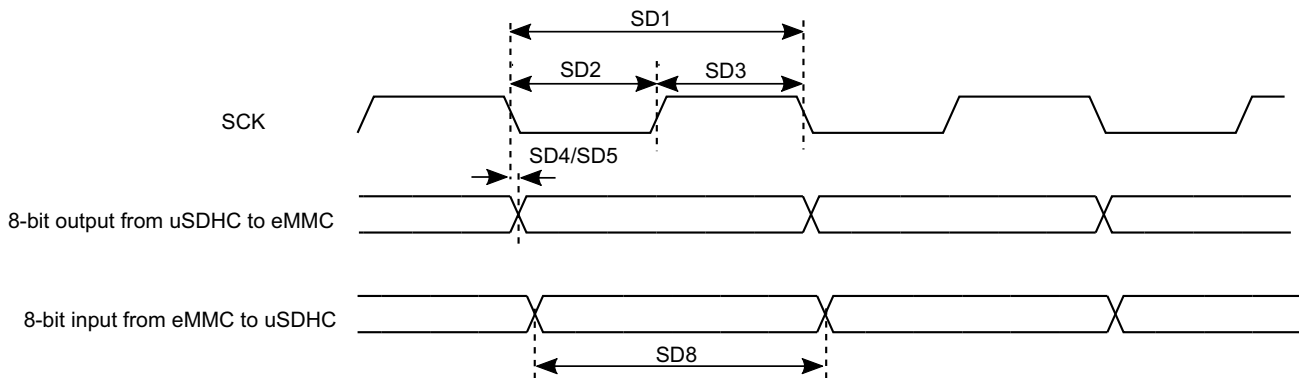 SD1
SD2
SD3
SCK
SD4/SD5
8-bit output from uSDHC to eMMC
8-bit input from eMMC to uSDHC
SD8